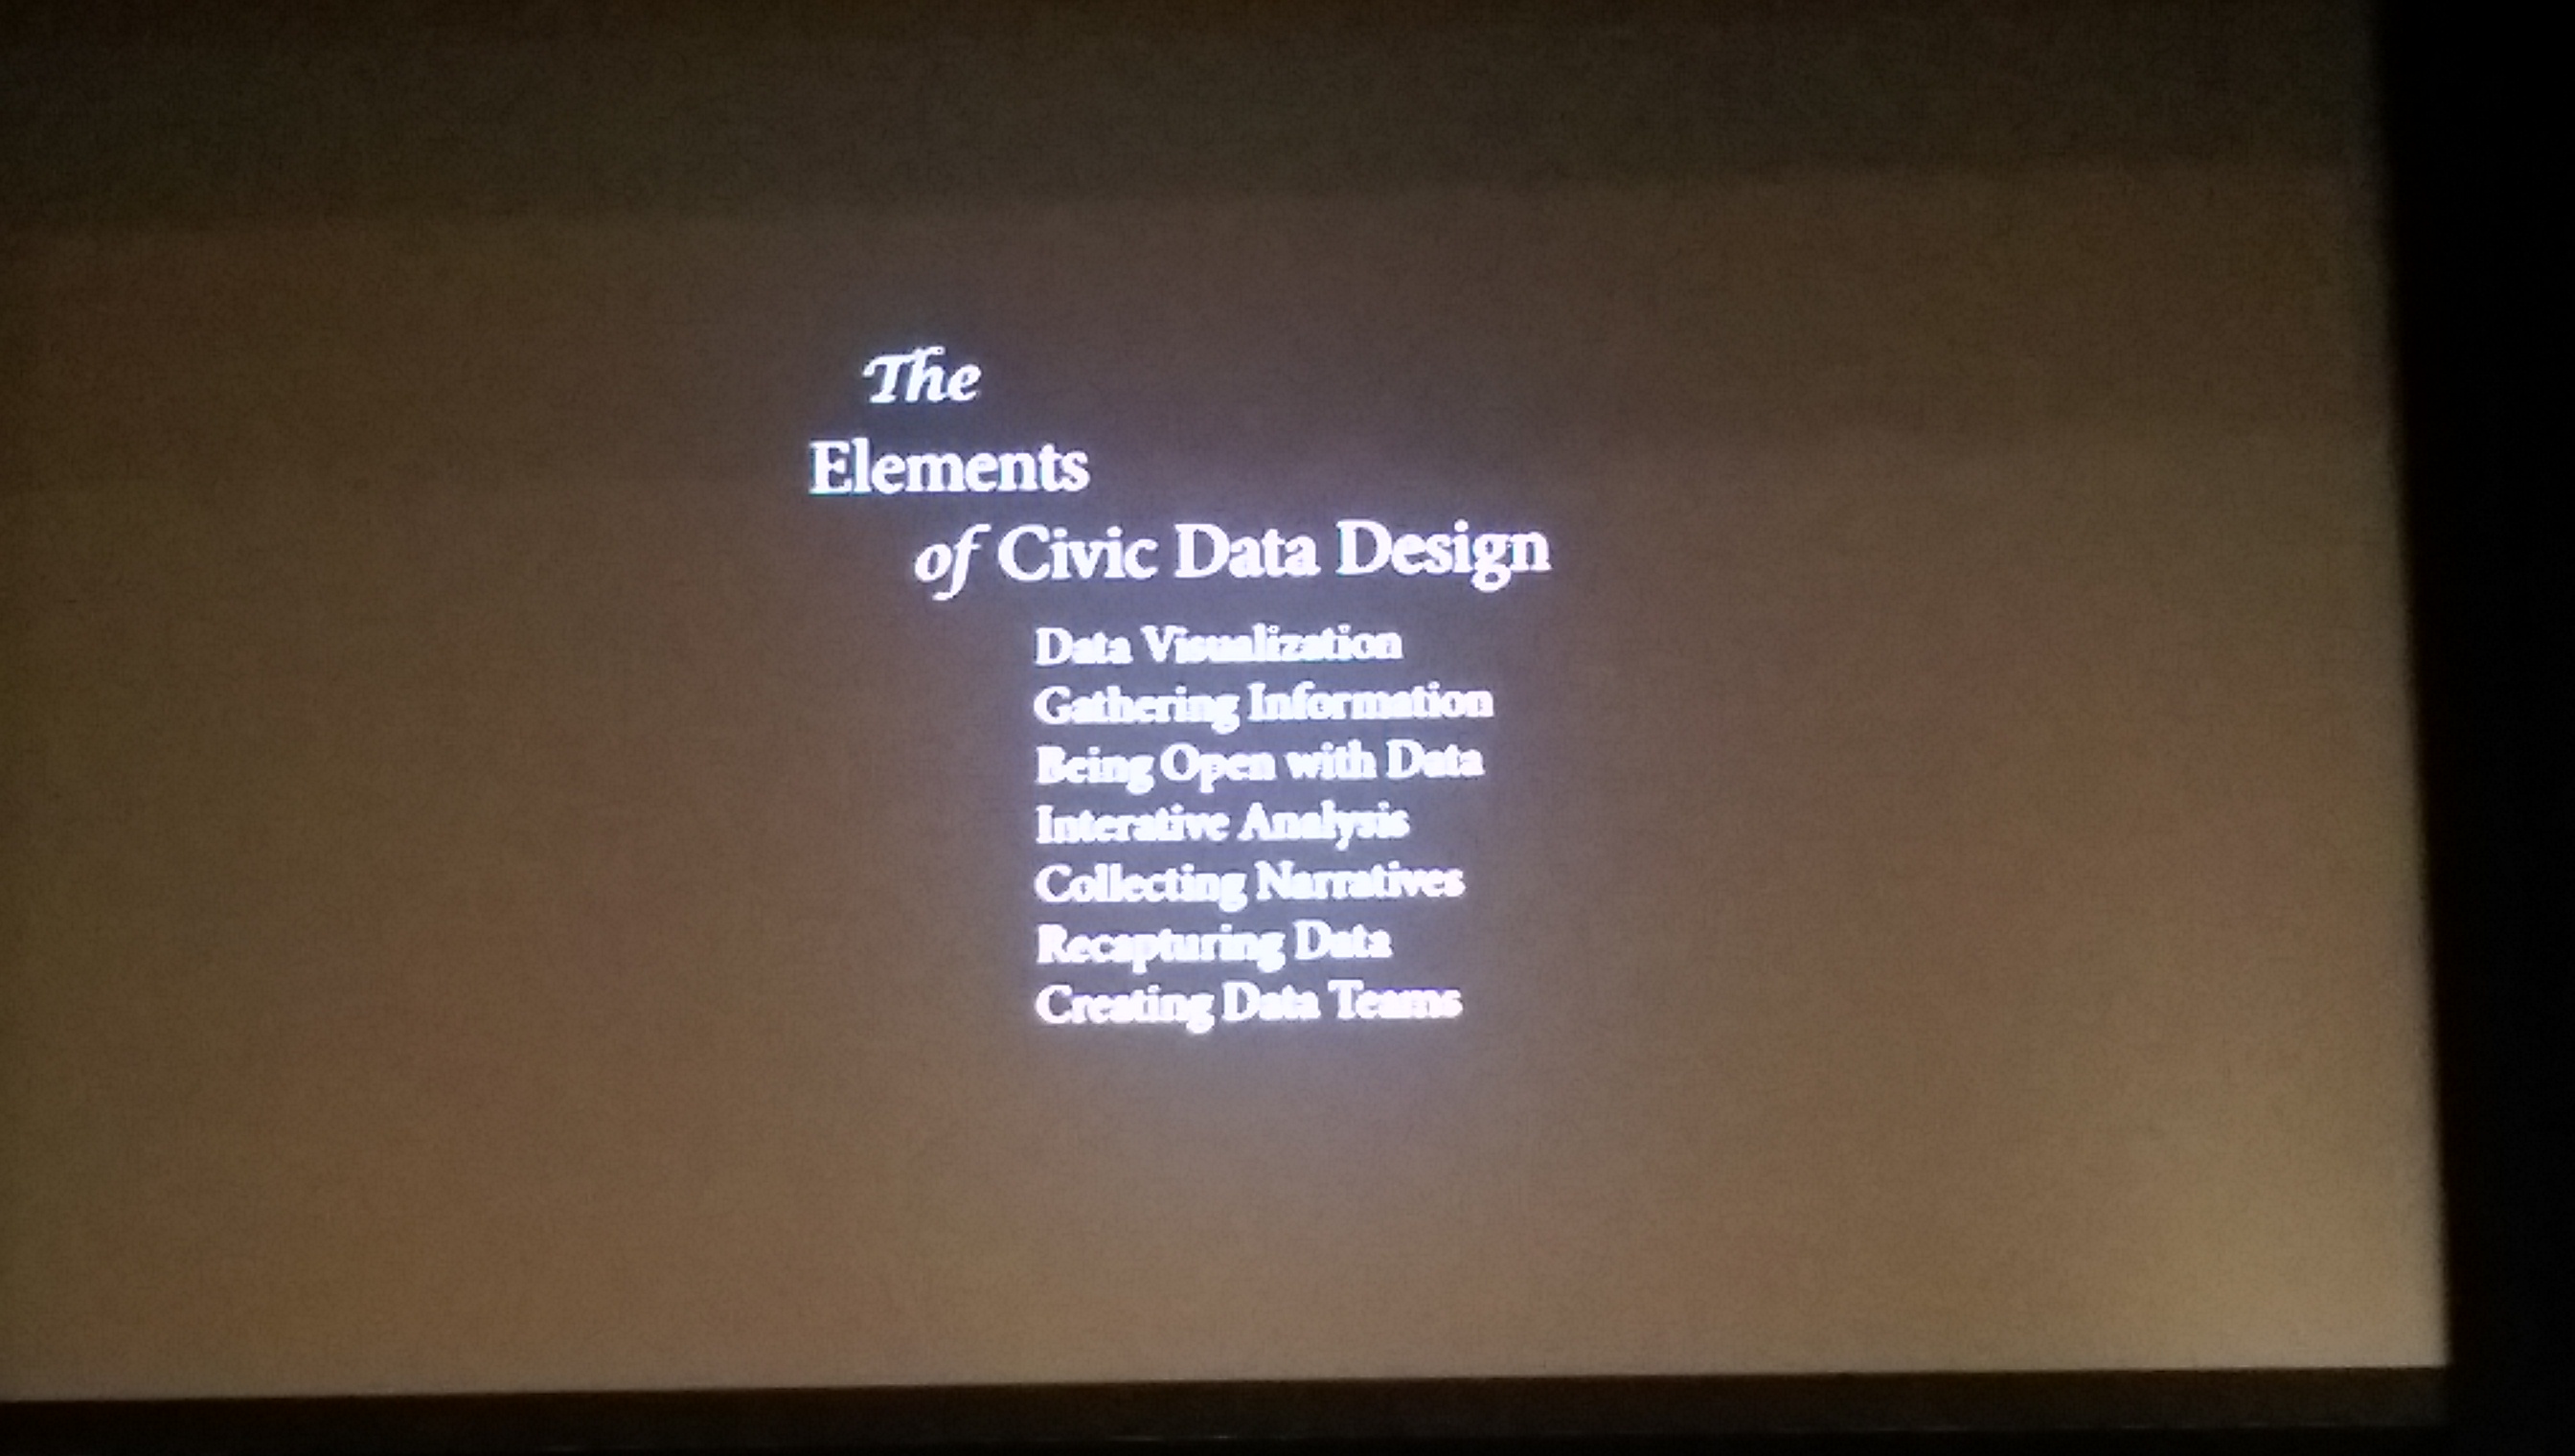 The
Elements
of Civic Data Design
Data Visualization
Gathering Information
Being Open with Data
Interative Analysis
Collecting Narratives
Recapturing Data
Creating Data Teams